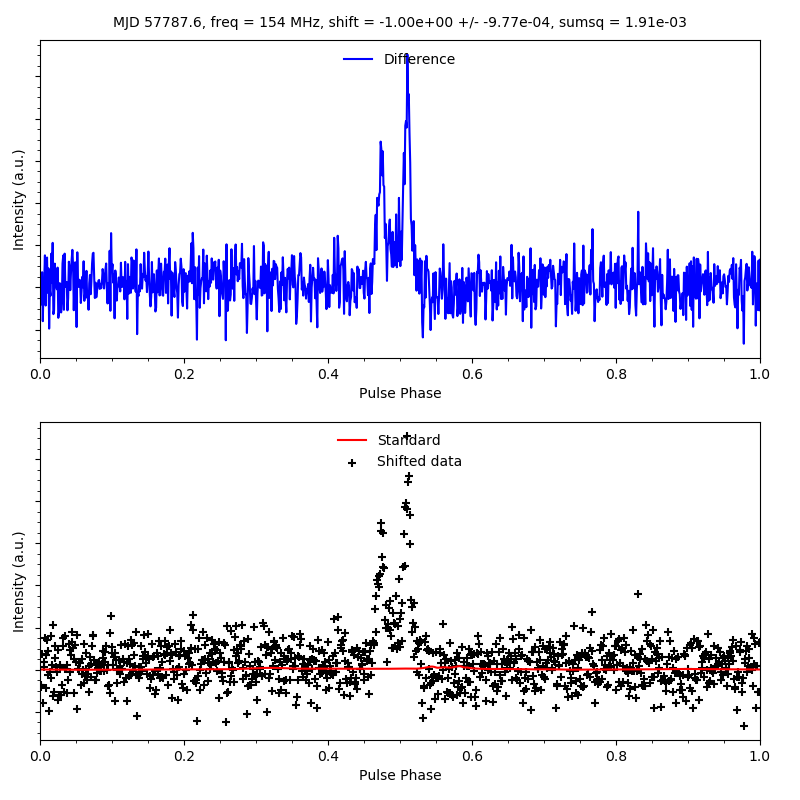 MJD 57787.6, freq = 154 MHz, shift = -1.00e+00 +/- -9.77e-04, sumsq = 1.91e-03
Difference
Intensity (a.u.)
0.0 0.2 0.4 0.6 0.8 1.0
Pulse Phase
Standard
Shifted data
Intensity (a.u.)
0.0 0.2 0.4 0.6 0.8 1.0
Pulse Phase